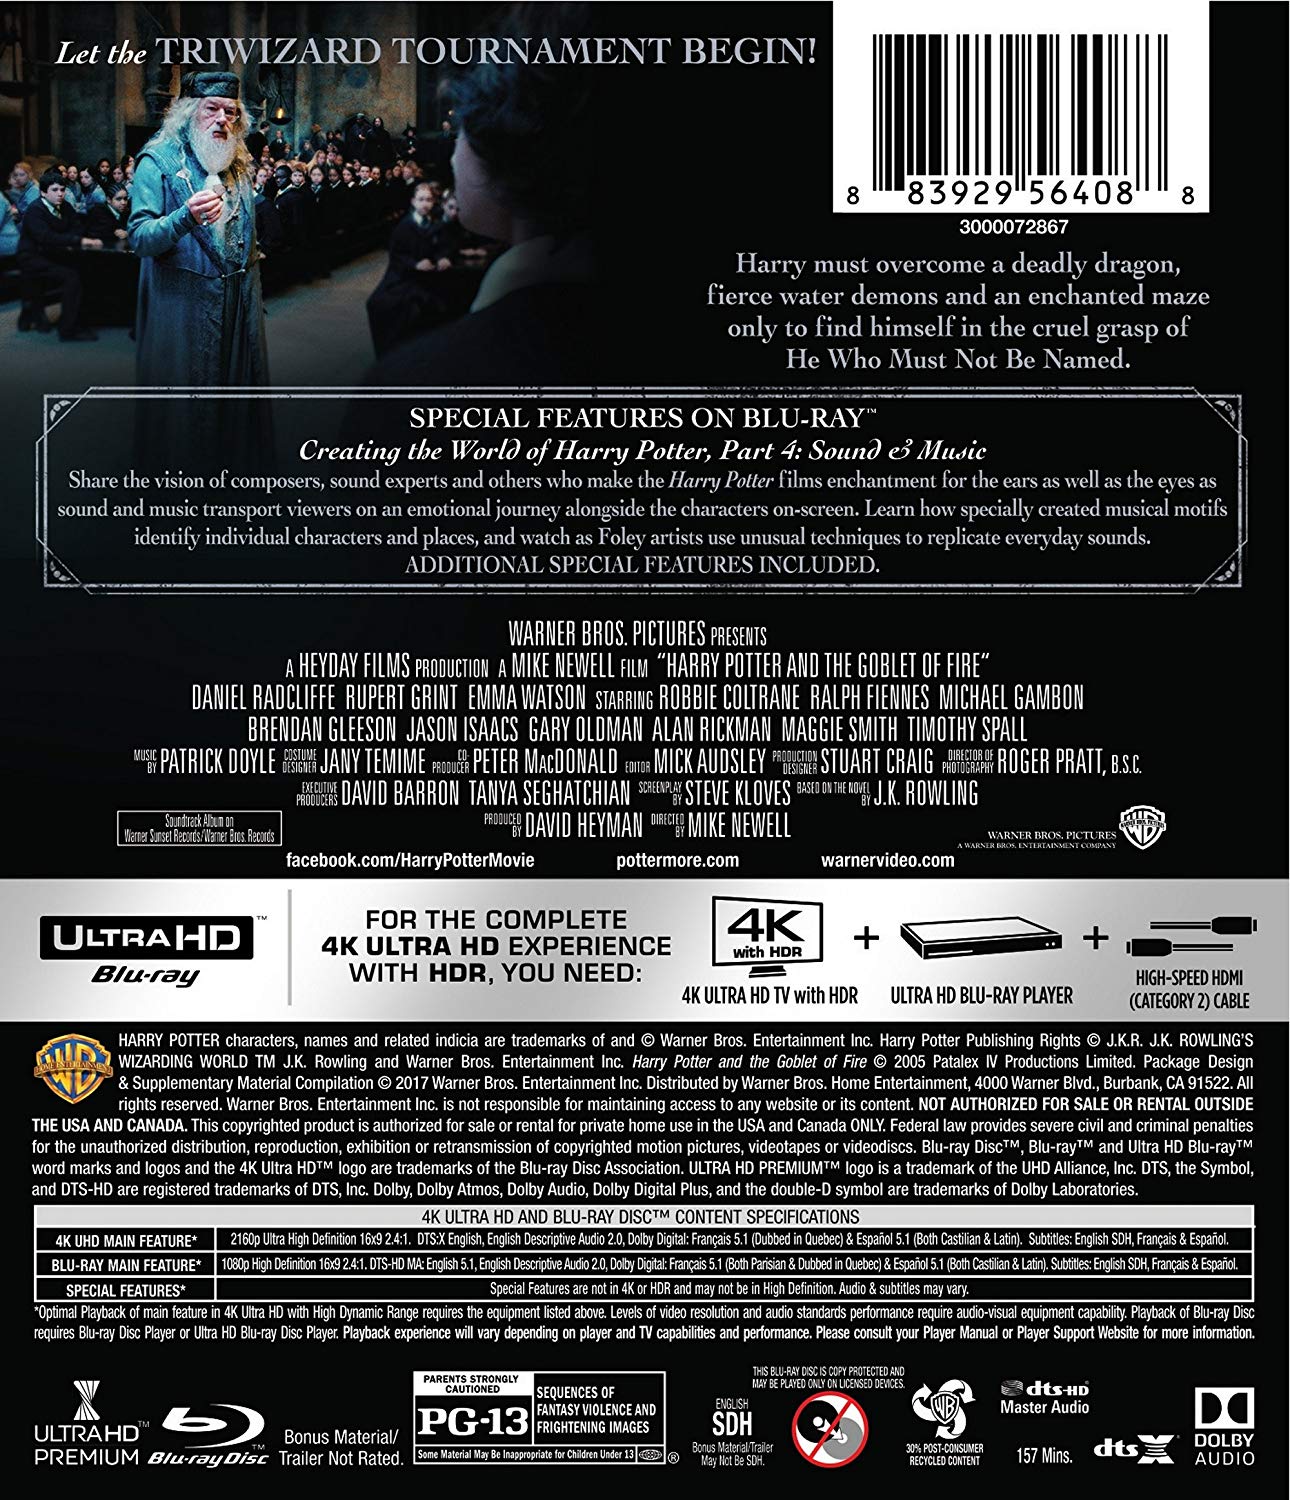 Let the TRIWIZARD TOURNAMENT BEGIN!
8 83929 56408 8
3000072867
Harry must overcome a deadly dragon,
fierce water demons and an enchanted maze
only to find himself in the cruel grasp of
He Who Must Not Be Named.
SPECIAL FEATURES ON BLU-RAY™
Creating the World of Harry Potter, Part 4: Sound & Music
Share the vision of composers, sound experts and others who make the Harry Potter films enchantment for the ears as well as the eyes as
sound and music transport viewers on an emotional journey alongside the characters on-screen. Learn how specially created musical motifs
identify individual characters and places, and watch as Foley artists use unusual techniques to replicate everyday sounds.
ADDITIONAL SPECIAL FEATURES INCLUDED.
WARNER BROS. PICTURES PRESENTS
A HEYDAY FILMS PRODUCTION A MIKE NEWELL FILM "HARRY POTTER AND THE GOBLET OF FIRE"
DANIEL RADCLIFFE RUPERT GRINT EMMA WATSON STARRING ROBBIE COLTRANE RALPH FIENNES MICHAEL GAMBON
BRENDAN GLEESON JASON ISAACS GARY OLDMAN ALAN RICKMAN MAGGIE SMITH TIMOTHY SPALL
MUSIC BY PATRICK DOYLE COSTUME DESIGNER JANY TEMIME CO-PRODUCER PETER MACDONALD EDITOR MICK AUDSLEY PRODUCTION DESIGNER STUART CRAIG DIRECTOR OF PHOTOGRAPHY ROGER PRATT, B.S.C.
EXECUTIVE PRODUCERS DAVID BARRON TANYA SEGHATCHIAN SCREENPLAY BY STEVE KLOVES BASED ON THE NOVEL BY J.K. ROWLING
PRODUCED BY DAVID HEYMAN DIRECTED BY MIKE NEWELL
Soundtrack Album on
Warner Sunset Records/Warner Bros. Records
WARNER BROS. PICTURES
A WARNER BROS. ENTERTAINMENT COMPANY
facebook.com/HarryPotterMovie pottermore.com warnervideo.com
ULTRA HD™
Blu-ray
FOR THE COMPLETE
4K ULTRA HD EXPERIENCE
WITH HDR, YOU NEED:
4K
with HDR
+
+
4K ULTRA HD TV with HDR
ULTRA HD BLU-RAY PLAYER
HIGH-SPEED HDMI
(CATEGORY 2) CABLE
HARRY POTTER characters, names and related indicia are trademarks of and © Warner Bros. Entertainment Inc. Harry Potter Publishing Rights © J.K.R. J.K. ROWLING'S
WIZARDING WORLD TM J.K. Rowling and Warner Bros. Entertainment Inc. Harry Potter and the Goblet of Fire © 2005 Patalex IV Productions Limited. Package Design
& Supplementary Material Compilation © 2017 Warner Bros. Entertainment Inc. Distributed by Warner Bros. Home Entertainment, 4000 Warner Blvd., Burbank, CA 91522. All
rights reserved. Warner Bros. Entertainment Inc. is not responsible for maintaining access to any website or its content. NOT AUTHORIZED FOR SALE OR RENTAL OUTSIDE
THE USA AND CANADA. This copyrighted product is authorized for sale or rental for private home use in the USA and Canada ONLY. Federal law provides severe civil and criminal penalties
for the unauthorized distribution, reproduction, exhibition or retransmission of copyrighted motion pictures, videotapes or videodiscs. Blu-ray Disc™, Blu-ray™ and Ultra HD Blu-ray™
word marks and logos and the 4K Ultra HD™ logo are trademarks of the Blu-ray Disc Association. ULTRA HD PREMIUM™ logo is a trademark of the UHD Alliance, Inc. DTS, the Symbol,
and DTS-HD are registered trademarks of DTS, Inc. Dolby, Dolby Atmos, Dolby Audio, Dolby Digital Plus, and the double-D symbol are trademarks of Dolby Laboratories.
4K ULTRA HD AND BLU-RAY DISC™ CONTENT SPECIFICATIONS
4K UHD MAIN FEATURE* 2160p Ultra High Definition 16x9 2.4:1. DTS:X English, English Descriptive Audio 2.0, Dolby Digital: Français 5.1 (Dubbed in Quebec) & Español 5.1 (Both Castilian & Latin). Subtitles: English SDH, Français & Español.
BLU-RAY MAIN FEATURE* 1080p High Definition 16x9 2.4:1. DTS-HD MA: English 5.1, English Descriptive Audio 2.0, Dolby Digital: Français 5.1 (Both Parisian & Dubbed in Quebec) & Español 5.1 (Both Castilian & Latin). Subtitles: English SDH, Français & Español.
SPECIAL FEATURES* Special Features are not in 4K or HDR and may not be in High Definition. Audio & subtitles may vary.
*Optimal Playback of main feature in 4K Ultra HD with High Dynamic Range requires the equipment listed above. Levels of video resolution and audio standards performance require audio-visual equipment capability. Playback of Blu-ray Disc
requires Blu-ray Disc Player or Ultra HD Blu-ray Disc Player. Playback experience will vary depending on player and TV capabilities and performance. Please consult your Player Manual or Player Support Website for more information.
ULTRA HD™
PREMIUM
Blu-ray Disc™
Bonus Material/
Trailer Not Rated.
PARENTS STRONGLY
CAUTIONED
PG-13
SEQUENCES OF
FANTASY VIOLENCE AND
FRIGHTENING IMAGES
Some Material May Be Inappropriate for Children Under 13
®
ENGLISH
SDH
Bonus Material/Trailer
May Not Be SDH.
THIS BLU-RAY DISC IS COPY PROTECTED AND
MAY BE PLAYED ONLY ON LICENSED DEVICES.
WB
30% POST-CONSUMER
RECYCLED CONTENT
dts-HD
Master Audio
157 Mins.
dts X
DOLBY
AUDIO